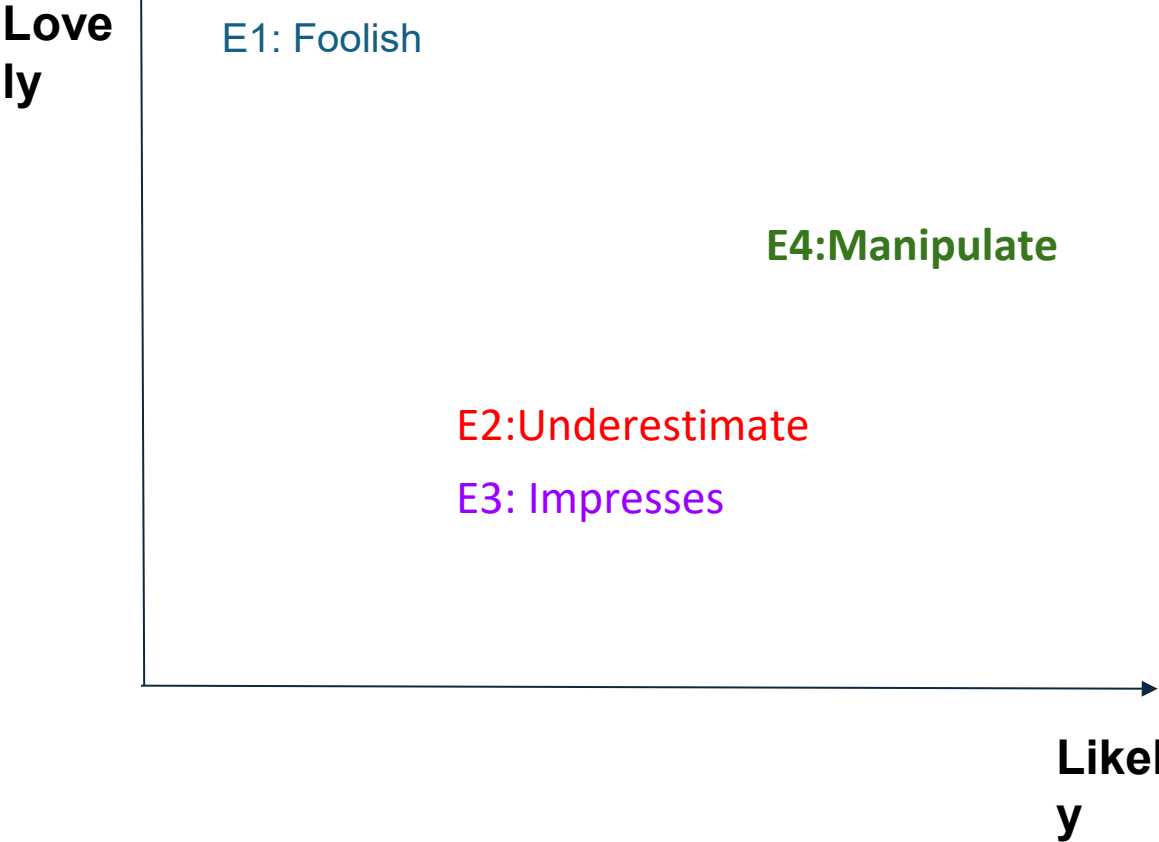 Love
ly
E1: Foolish
E4:Manipulate
E2:Underestimate
E3: Impresses
Likel
y